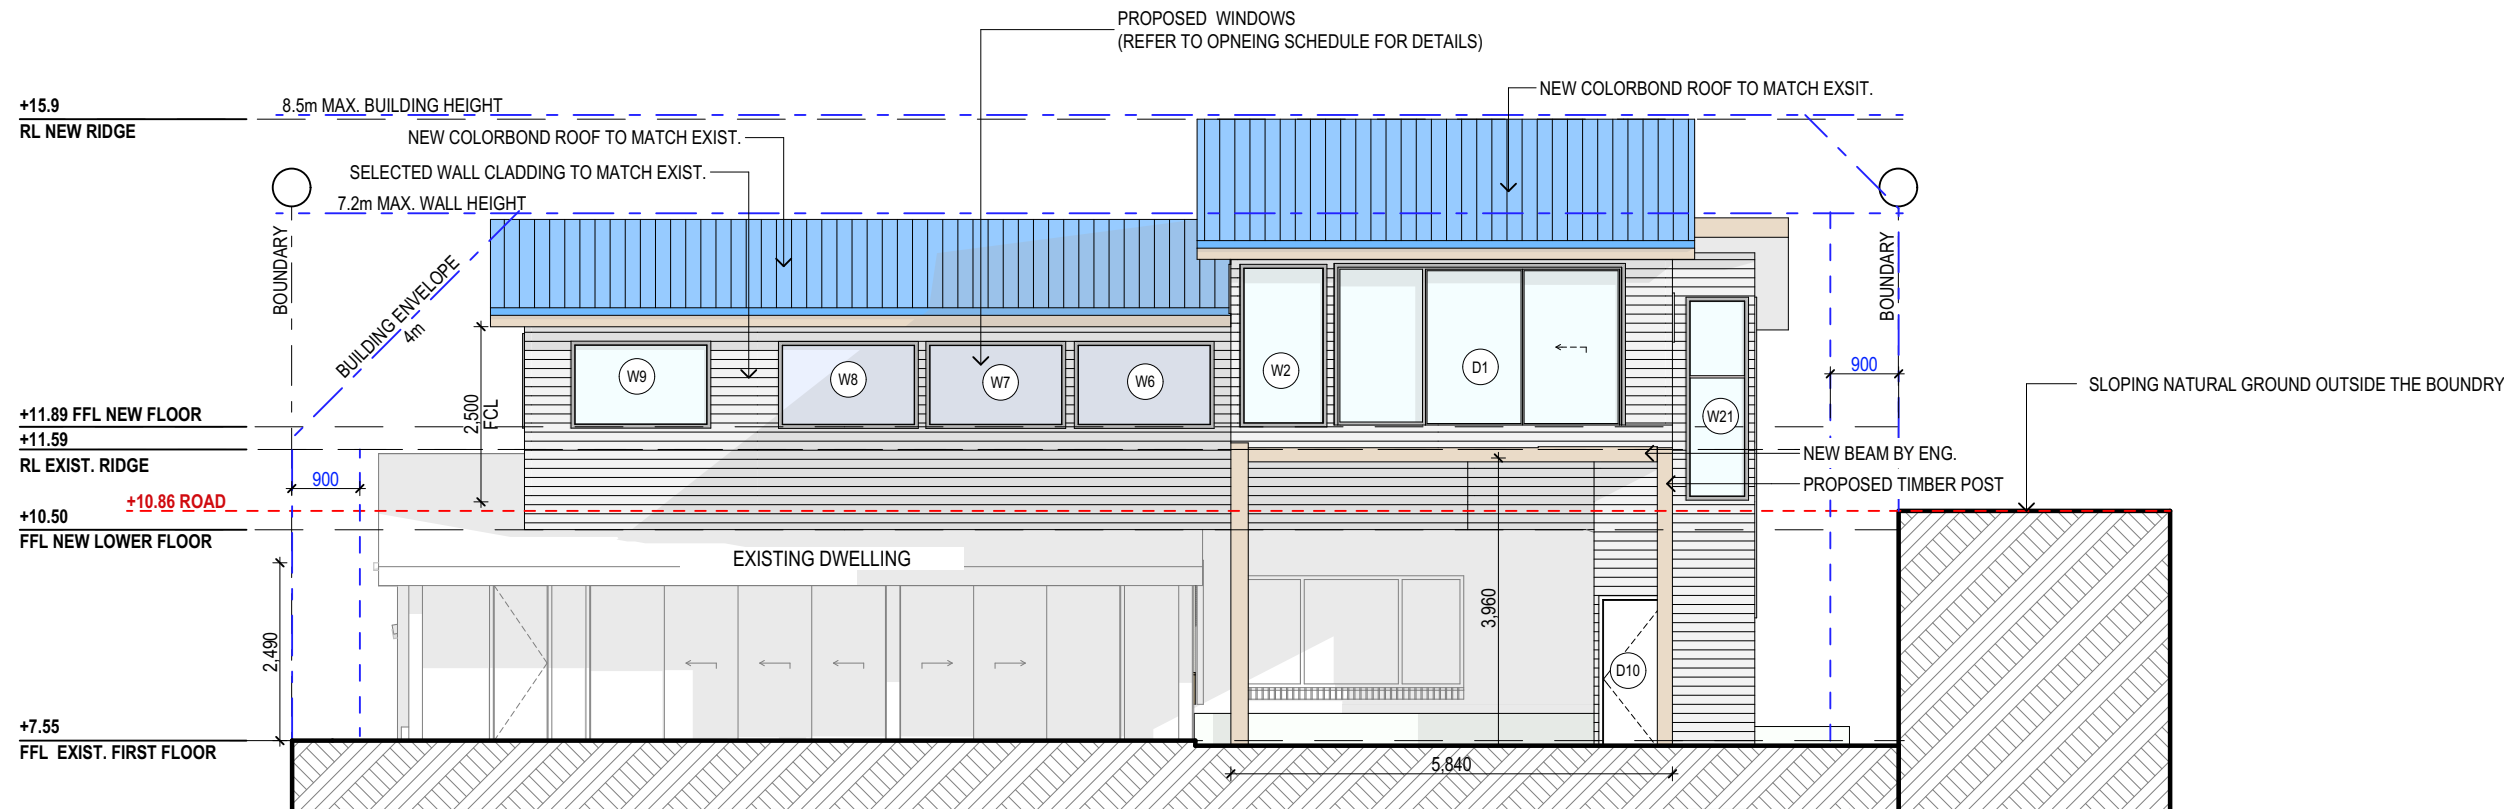 PROPOSED  WINDOWS
(REFER TO OPNEING SCHEDULE FOR DETAILS)
NEW COLORBOND ROOF TO MATCH EXSIT.
+15.9
RL NEW RIDGE
8.5m MAX. BUILDING HEIGHT
NEW COLORBOND ROOF TO MATCH EXIST.
SELECTED WALL CLADDING TO MATCH EXIST.
7.2m MAX. WALL HEIGHT
BOUNDARY
BUILDING ENVELOPE
4m
BOUNDARY
900
W9
W8
W7
W6
W2
D1
W21
SLOPING NATURAL GROUND OUTSIDE THE BOUNDRY
+11.89 FFL NEW FLOOR
2,500
FCL
+11.59
RL EXIST. RIDGE
900
NEW BEAM BY ENG.
PROPOSED TIMBER POST
+10.86 ROAD
+10.50
FFL NEW LOWER FLOOR
EXISTING DWELLING
2,490
3,960
D10
+7.55
FFL  EXIST. FIRST FLOOR
5,840